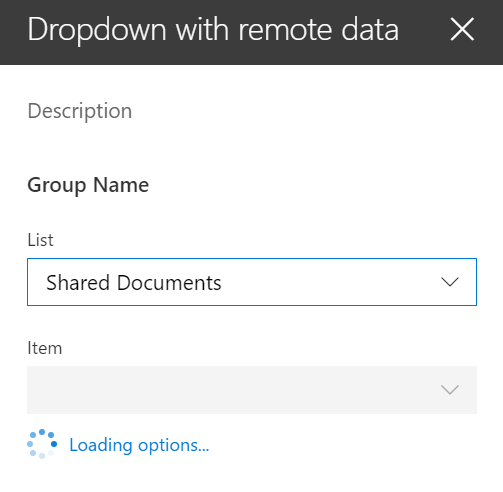 Dropdown with remote data
Description
Group Name
List
Shared Documents
Item
Loading options...